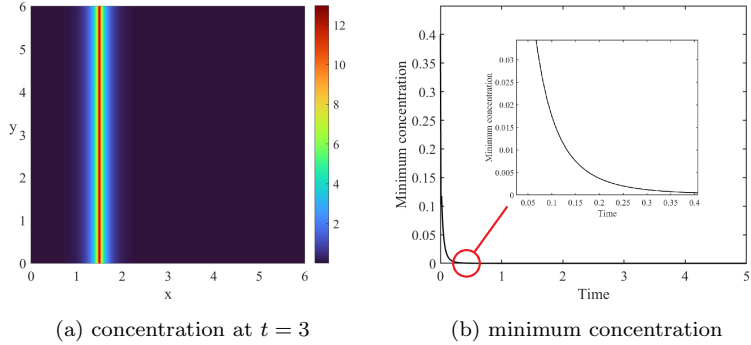 6
5
4
3
2
1
0
y
0 1 2 3 4 5 6
x
12
10
8
6
4
2
(a) concentration at t = 3
0.4
0.35
0.3
0.25
0.2
0.15
0.1
0.05
0
Minimum concentration
0 1 2 3 4 5
Time
0.03
0.025
0.02
0.015
0.01
0.005
0
Minimum concentration
0.05 0.1 0.15 0.2 0.25 0.3 0.35 0.4
Time
(b) minimum concentration